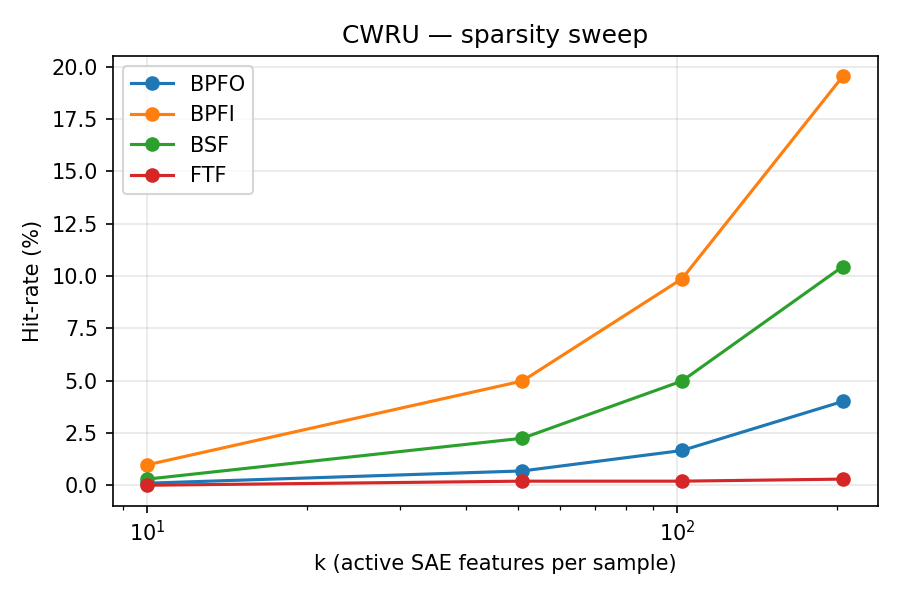 CWRU — sparsity sweep
20.0
17.5
15.0
12.5
10.0
7.5
5.0
2.5
0.0
Hit-rate (%)
BPFO
BPFI
BSF
FTF
10¹
10²
k (active SAE features per sample)